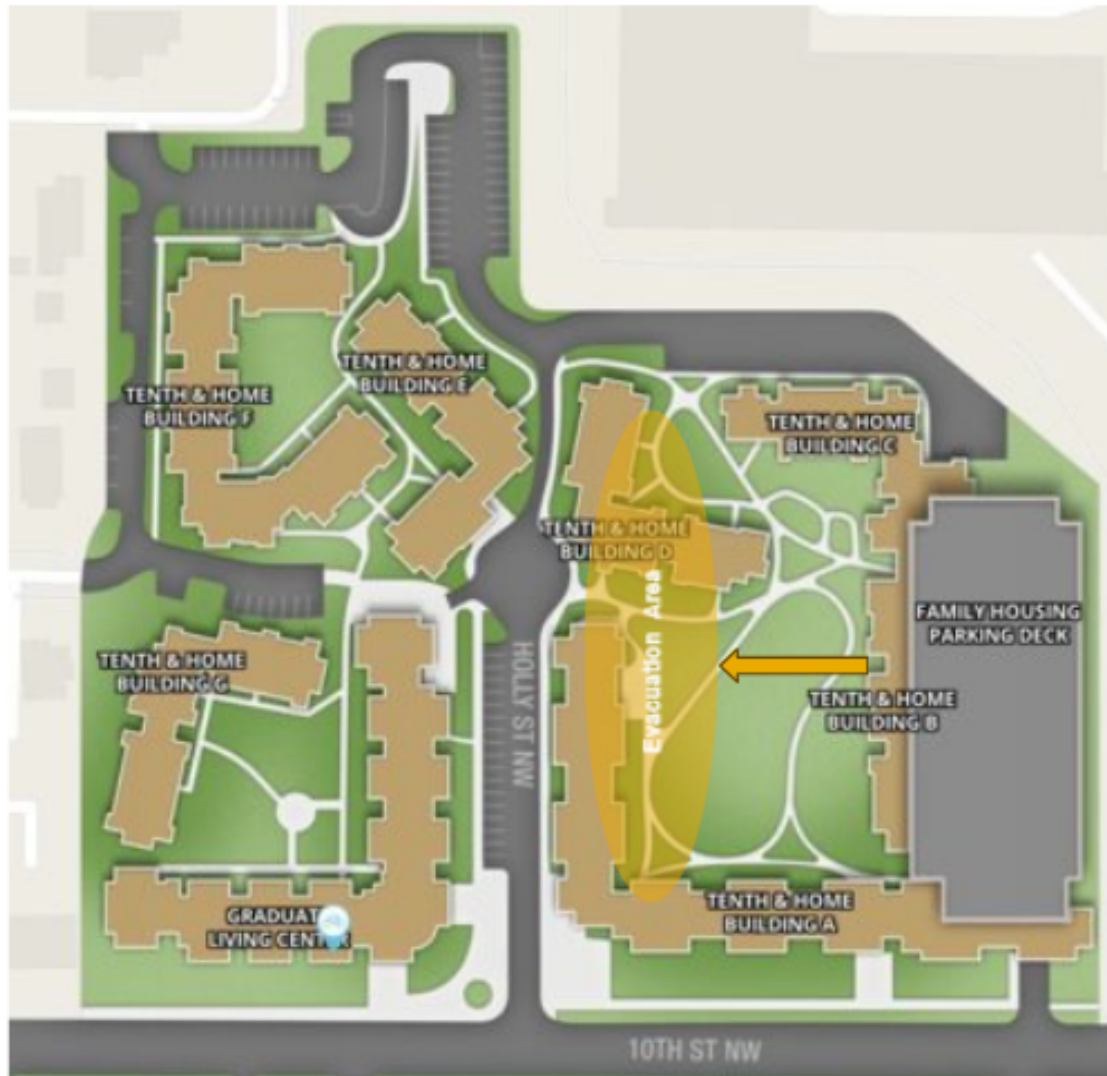 TENTH & HOME
BUILDING E
TENTH & HOME
BUILDING F
TENTH & HOME
BUILDING C
TENTH & HOME
BUILDING D
Evacuation Area
FAMILY HOUSING
PARKING DECK
TENTH & HOME
BUILDING G
HOLLY ST NW
TENTH & HOME
BUILDING B
TENTH & HOME
BUILDING A
GRADUATE
LIVING CENTER
10TH ST NW